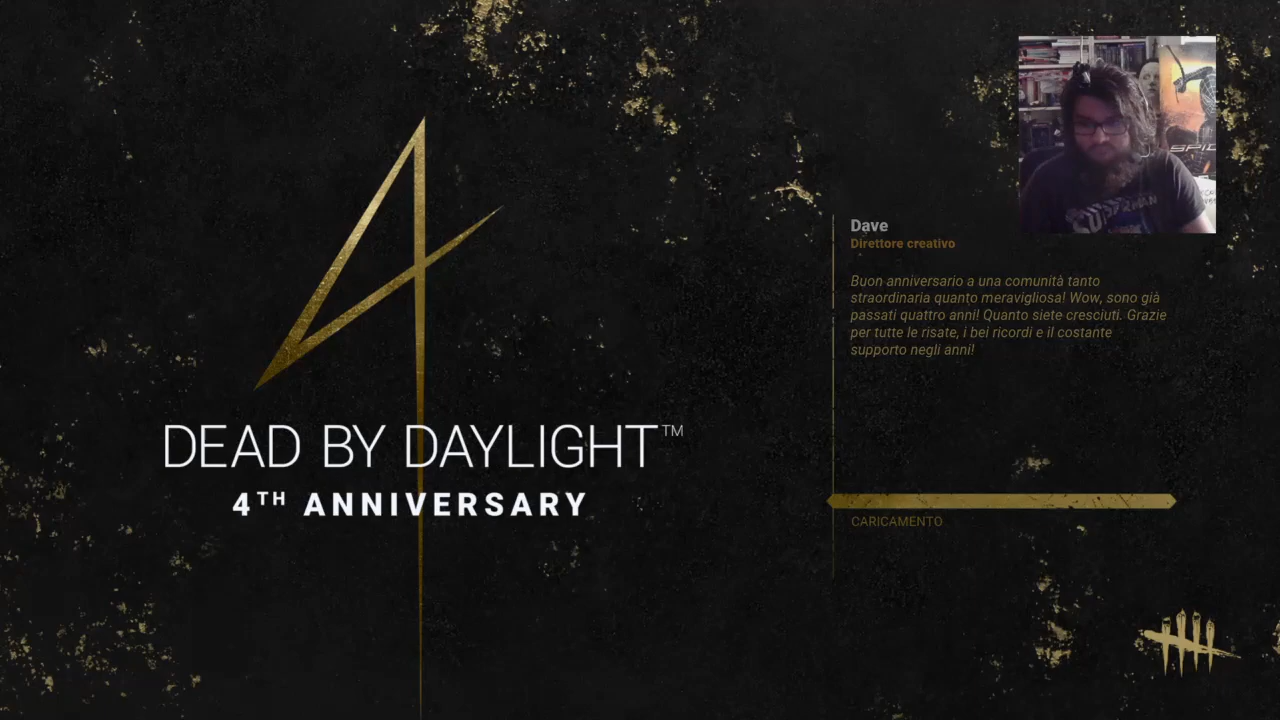 DEAD BY DAYLIGHT™
4TH ANNIVERSARY
Dave
Direttore creativo
Buon anniversario a una comunità tanto
straordinaria quanto meravigliosa! Wow, sono già
passati quattro anni! Quanto siete cresciuti. Grazie
per tutte le risate, i bei ricordi e il costante
supporto negli anni!
CARICAMENTO
SPID